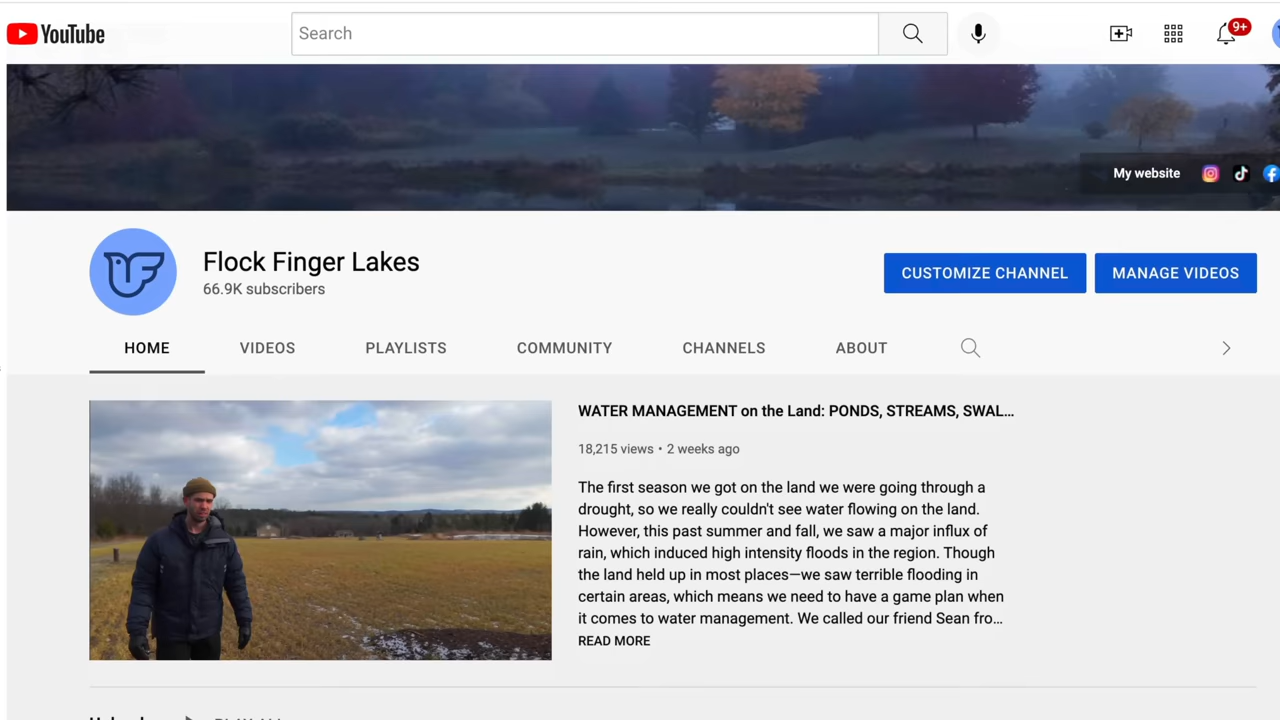 YouTube
Search
9+
My website
Flock Finger Lakes
66.9K subscribers
CUSTOMIZE CHANNEL
MANAGE VIDEOS
HOME
VIDEOS
PLAYLISTS
COMMUNITY
CHANNELS
ABOUT
WATER MANAGEMENT on the Land: PONDS, STREAMS, SWAL...
18,215 views • 2 weeks ago
The first season we got on the land we were going through a
drought, so we really couldn't see water flowing on the land.
However, this past summer and fall, we saw a major influx of
rain, which induced high intensity floods in the region. Though
the land held up in most places—we saw terrible flooding in
certain areas, which means we need to have a game plan when
it comes to water management. We called our friend Sean fro...
READ MORE